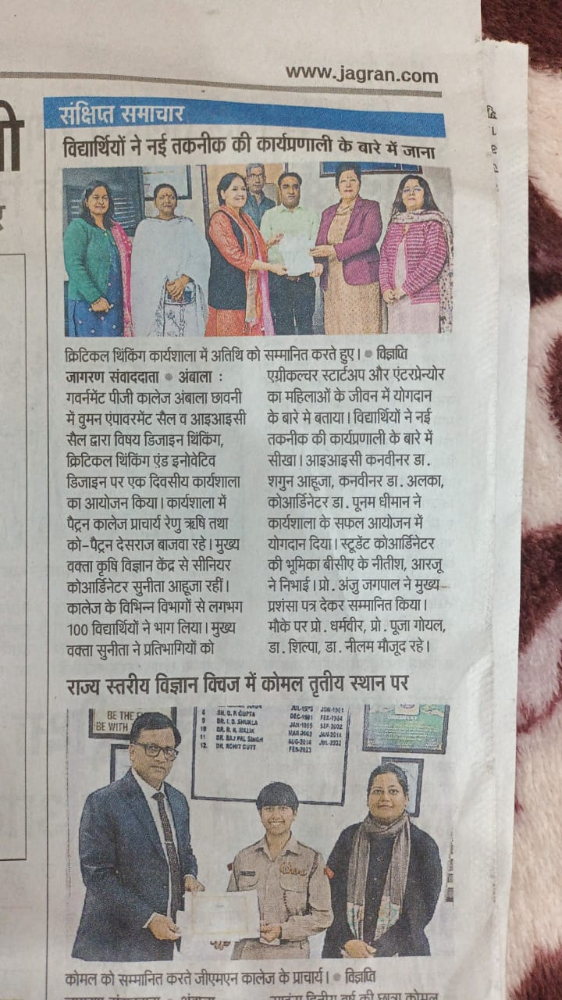 www.jagran.com
संक्षिप्त समाचार
विद्यार्थियों ने नई तकनीक की कार्यप्रणाली के बारे में जाना
क्रिटिकल थिंकिंग कार्यशाला में अतिथि को सम्मानित करते हुए। ● विज्ञप्ति
जागरण संवाददाता ● अंबाला :
गवर्नमेंट पीजी कालेज अंबाला छावनी
में वुमन एंपावरमेंट सैल व आइआइसी
सैल द्वारा विषय डिजाइन थिंकिंग,
क्रिटिकल थिंकिंग एंड इनोवेटिव
डिजाइन पर एक दिवसीय कार्यशाला
का आयोजन किया। कार्यशाला में
पैट्रन कालेज प्राचार्य रेणु ऋषि तथा
को-पैट्रन देसराज बाजवा रहे। मुख्य
वक्ता कृषि विज्ञान केंद्र से सीनियर
कोआर्डिनेटर सुनीता आहूजा रहीं।
कालेज के विभिन्न विभागों से लगभग
100 विद्यार्थियों ने भाग लिया। मुख्य
वक्ता सुनीता ने प्रतिभागियों को
एग्रीकल्चर स्टार्टअप और एंटरप्रेन्योर
का महिलाओं के जीवन में योगदान
के बारे मे बताया। विद्यार्थियों ने नई
तकनीक की कार्यप्रणाली के बारे में
सीखा। आइआइसी कनवीनर डा.
शगुन आहूजा, कनवीनर डा. अलका,
कोआर्डिनेटर डा. पूनम धीमान ने
कार्यशाला के सफल आयोजन में
योगदान दिया। स्टूडेंट कोआर्डिनेटर
की भूमिका बीसीए के नीतीश, आरजू
ने निभाई। प्रो. अंजु जगपाल ने मुख्य
प्रशंसा पत्र देकर सम्मानित किया।
मौके पर प्रो. धर्मवीर, प्रो. पूजा गोयल,
डा. शिल्पा, डा. नीलम मौजूद रहे।
राज्य स्तरीय विज्ञान क्विज में कोमल तृतीय स्थान पर
BE THE
BE WITH
JUL-1978 JUN-1981
8 SH. O. P. GUPTA DEC-1981 FEB-1984
9 DR. I. D. SHUKLA JAN-1985 SEP-2002
10 DR. R. R. MALIK MAR-2003 JAN-2014
11 DR. RAJ PAL SINGH AUG-2014 JUL-2022
12. DR. ROHIT DUTT FEB-2023
कोमल को सम्मानित करते जीएमएन कालेज के प्राचार्य। ● विज्ञप्ति